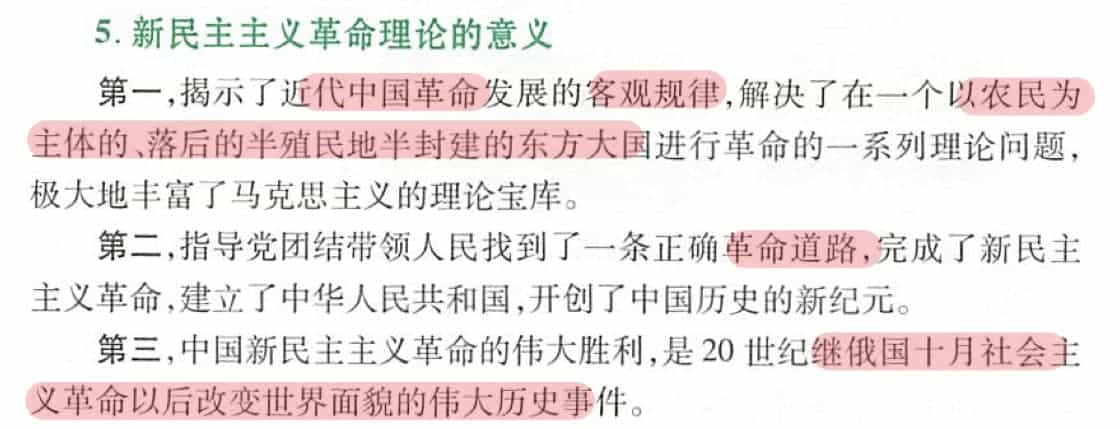 5. 新民主主义革命理论的意义
第一,揭示了近代中国革命发展的客观规律,解决了在一个以农民为
主体的、落后的半殖民地半封建的东方大国进行革命的一系列理论问题,
极大地丰富了马克思主义的理论宝库。
第二,指导党团结带领人民找到了一条正确革命道路,完成了新民主
主义革命,建立了中华人民共和国,开创了中国历史的新纪元。
第三,中国新民主主义革命的伟大胜利,是 20 世纪继俄国十月社会主
义革命以后改变世界面貌的伟大历史事件。